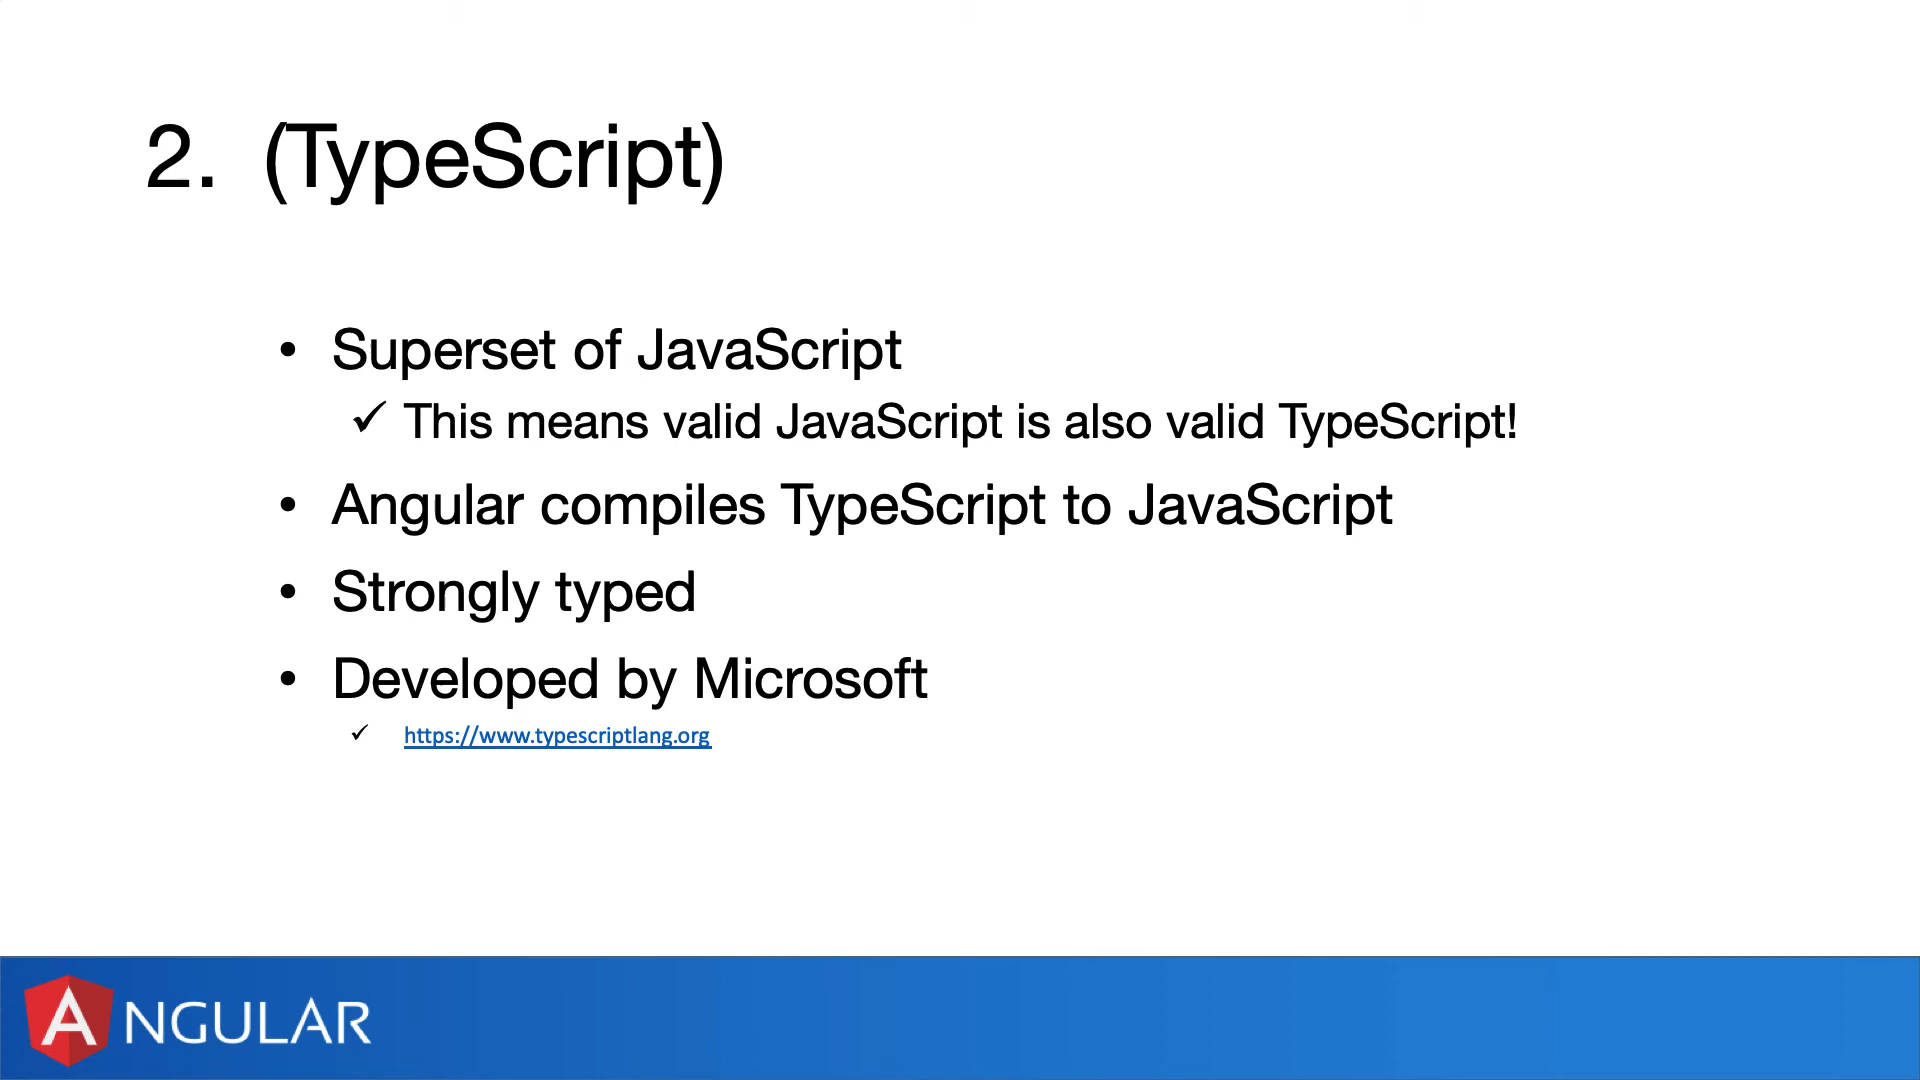 2. (TypeScript)
• Superset of JavaScript
✓ This means valid JavaScript is also valid TypeScript!
• Angular compiles TypeScript to JavaScript
• Strongly typed
• Developed by Microsoft
✓ https://www.typescriptlang.org
ANGULAR